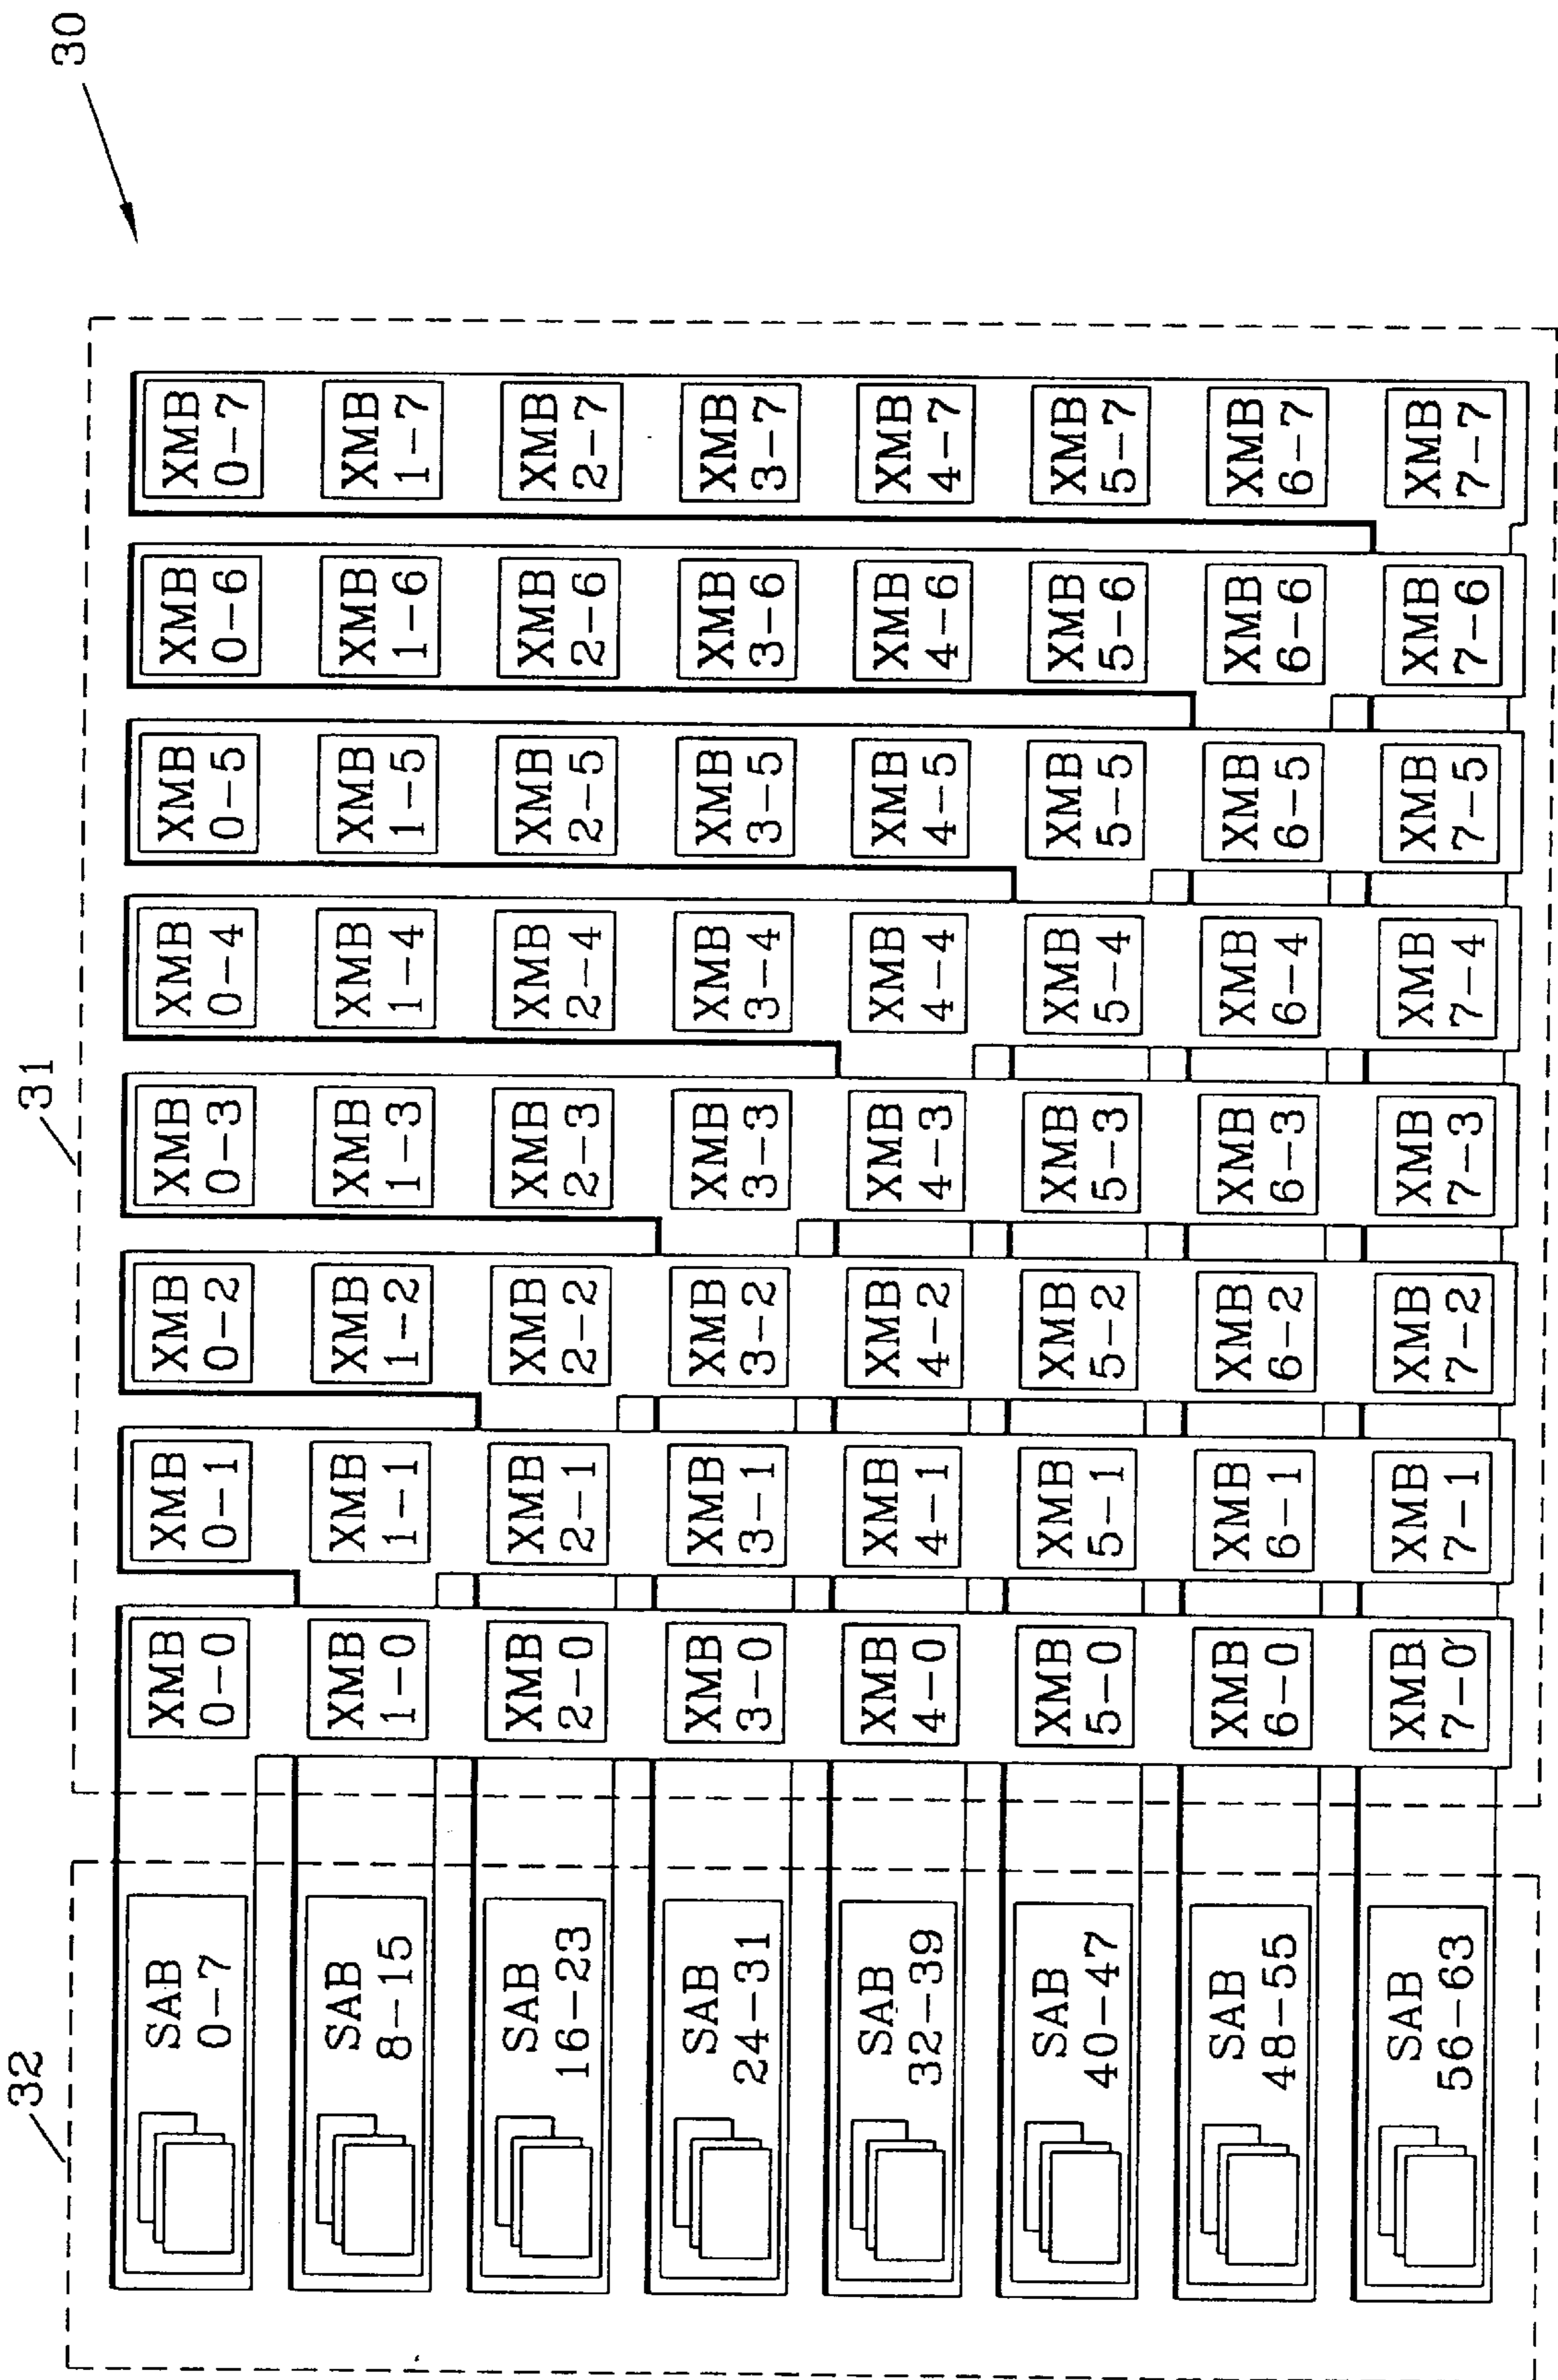 32
31
30
SAB
0-7
XMB
0-0
XMB
0-1
XMB
0-2
XMB
0-3
XMB
0-4
XMB
0-5
XMB
0-6
XMB
0-7
SAB
8-15
XMB
1-0
XMB
1-1
XMB
1-2
XMB
1-3
XMB
1-4
XMB
1-5
XMB
1-6
XMB
1-7
SAB
16-23
XMB
2-0
XMB
2-1
XMB
2-2
XMB
2-3
XMB
2-4
XMB
2-5
XMB
2-6
XMB
2-7
SAB
24-31
XMB
3-0
XMB
3-1
XMB
3-2
XMB
3-3
XMB
3-4
XMB
3-5
XMB
3-6
XMB
3-7
SAB
32-39
XMB
4-0
XMB
4-1
XMB
4-2
XMB
4-3
XMB
4-4
XMB
4-5
XMB
4-6
XMB
4-7
SAB
40-47
XMB
5-0
XMB
5-1
XMB
5-2
XMB
5-3
XMB
5-4
XMB
5-5
XMB
5-6
XMB
5-7
SAB
48-55
XMB
6-0
XMB
6-1
XMB
6-2
XMB
6-3
XMB
6-4
XMB
6-5
XMB
6-6
XMB
6-7
SAB
56-63
XMB
7-0
XMB
7-1
XMB
7-2
XMB
7-3
XMB
7-4
XMB
7-5
XMB
7-6
XMB
7-7